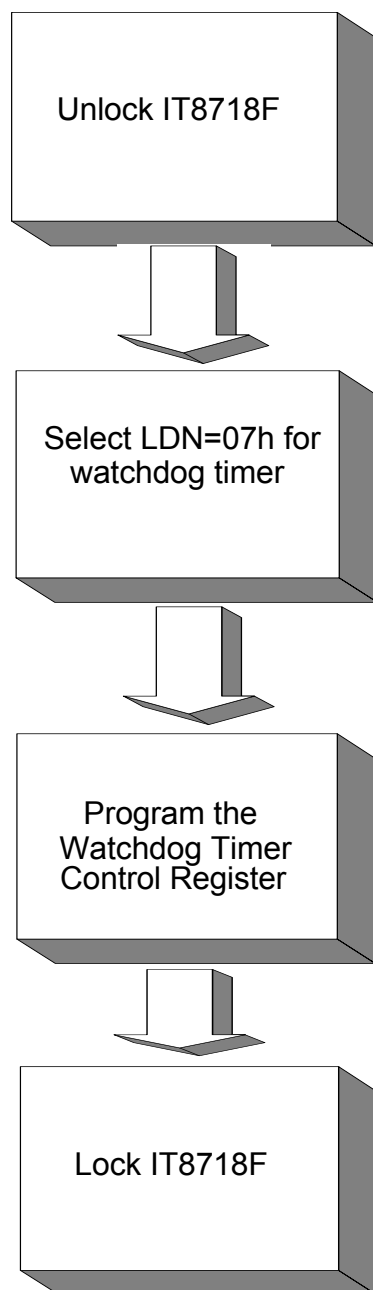 Unlock IT8718F
Select LDN=07h for
watchdog timer
Program the
Watchdog Timer
Control Register
Lock IT8718F